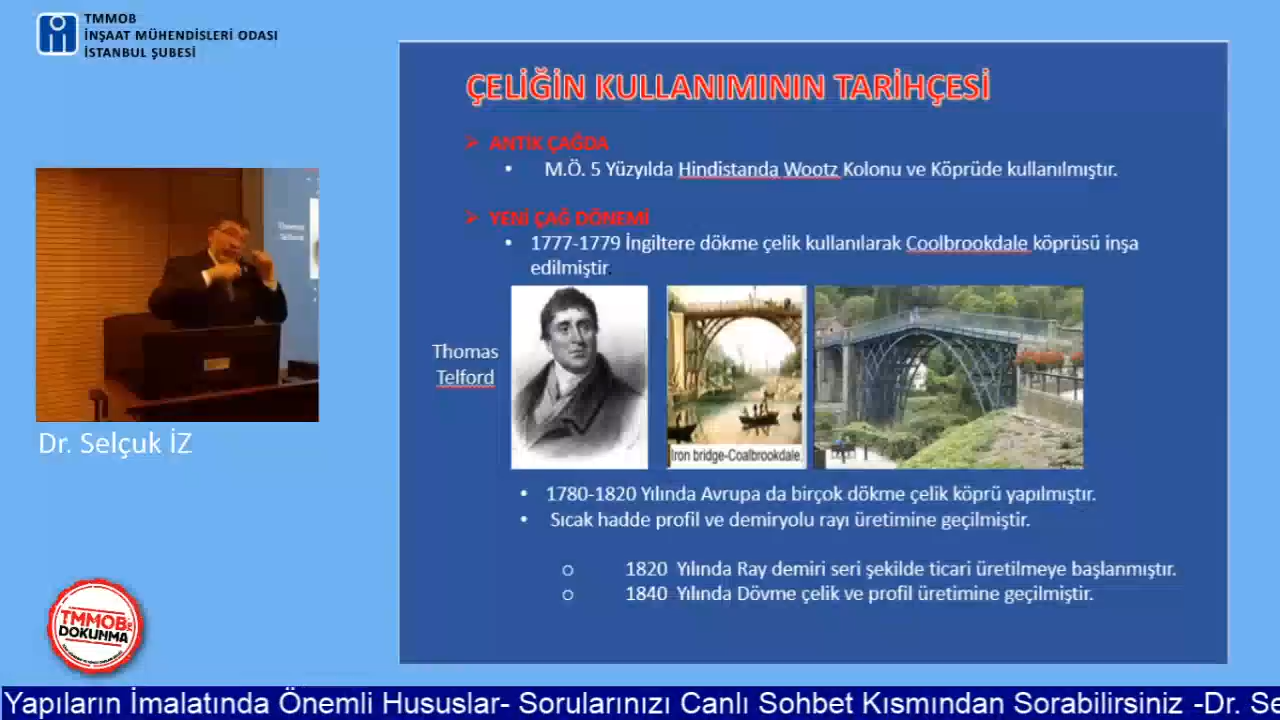 TMMOB
İNŞAAT MÜHENDİSLERİ ODASI
İSTANBUL ŞUBESİ
ÇELİĞİN KULLANIMININ TARİHÇESİ
ANTİK ÇAĞDA
M.Ö. 5 Yüzyılda Hindistanda Wootz Kolonu ve Köprüde kullanılmıştır.
YENİ ÇAĞ DÖNEMİ
1777-1779 İngiltere dökme çelik kullanılarak Coolbrookdale köprüsü inşa
edilmiştir.
Thomas
Telford
Thomas
Telford
Iron bridge-Coalbrookdale
Dr. Selçuk İZ
1780-1820 Yılında Avrupa da birçok dökme çelik köprü yapılmıştır.
Sıcak hadde profil ve demiryolu rayı üretimine geçilmiştir.
1820 Yılında Ray demiri seri şekilde ticari üretilmeye başlanmıştır.
1840 Yılında Dövme çelik ve profil üretimine geçilmiştir.
TMMOB
DOKUNMA
Yapıların İmalatında Önemli Hususlar- Sorularınızı Canlı Sohbet Kısmından Sorabilirsiniz -Dr. Se